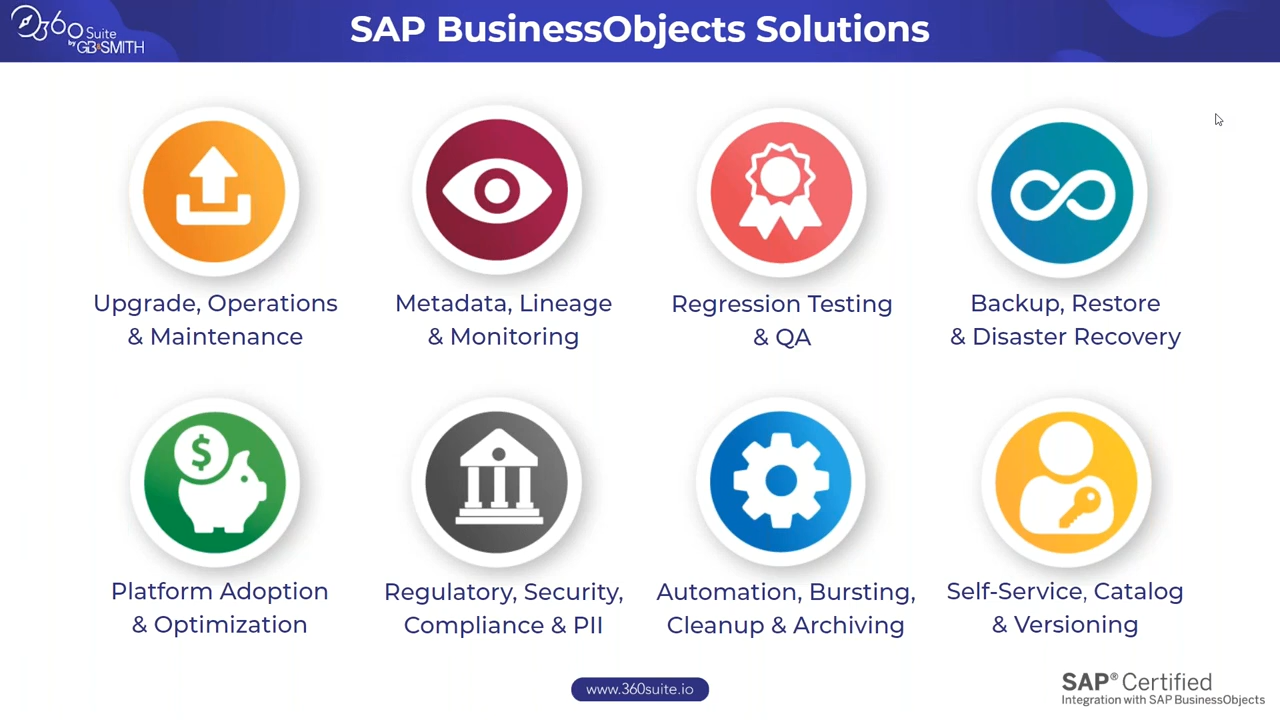 360Suite
by GB&SMITH
SAP BusinessObjects Solutions
Upgrade, Operations
& Maintenance
Metadata, Lineage
& Monitoring
Regression Testing
& QA
Backup, Restore
& Disaster Recovery
$
Platform Adoption
& Optimization
Regulatory, Security,
Compliance & PII
Automation, Bursting,
Cleanup & Archiving
Self-Service, Catalog
& Versioning
www.360suite.io
SAP® Certified
Integration with SAP BusinessObjects